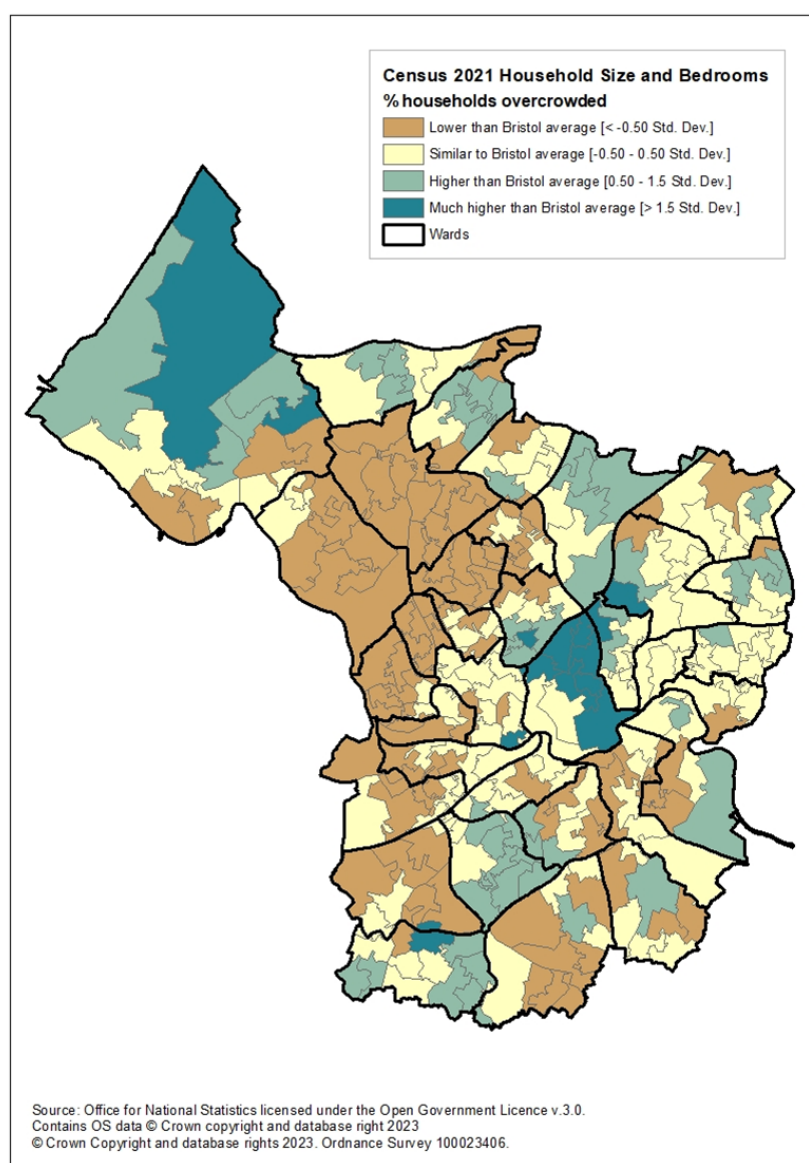 Census 2021 Household Size and Bedrooms
% households overcrowded
Lower than Bristol average [< -0.50 Std. Dev.]
Similar to Bristol average [-0.50 - 0.50 Std. Dev.]
Higher than Bristol average [0.50 - 1.5 Std. Dev.]
Much higher than Bristol average [> 1.5 Std. Dev.]
Wards
Source: Office for National Statistics licensed under the Open Government Licence v.3.0.
Contains OS data © Crown copyright and database right 2023
© Crown Copyright and database rights 2023. Ordnance Survey 100023406.